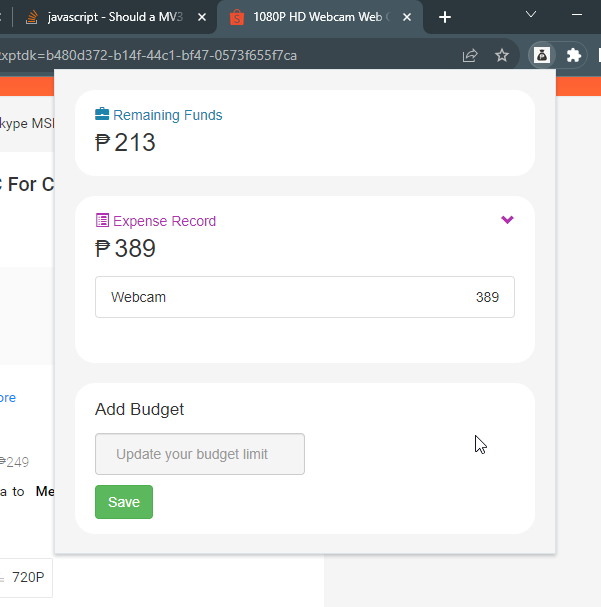 javascript - Should a MV3
1080P HD Webcam Web
xptdk=b480d372-b14f-44c1-bf47-0573f655f7ca
kype MSI
Remaining Funds
₱ 213
For C
Expense Record
₱ 389
Webcam 389
ore
Add Budget
₱249
Update your budget limit
a to Me
Save
720P